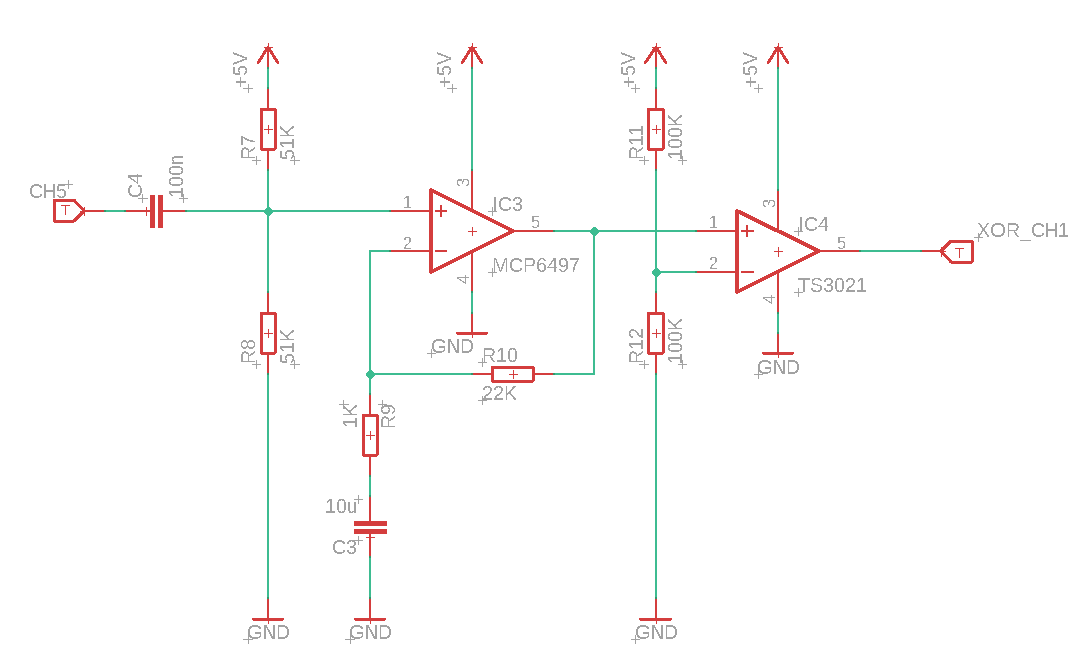 +5V
+5V
+5V
+5V
R7
51K
R11
100K
CH5
T
C4
100n
1
2
3
4
5
IC3
MCP6497
GND
1
2
3
4
5
IC4
TS3021
GND
T
XOR_CH1
R8
51K
R10
22K
R12
100K
1K
R9
10u
C3
GND
GND
GND